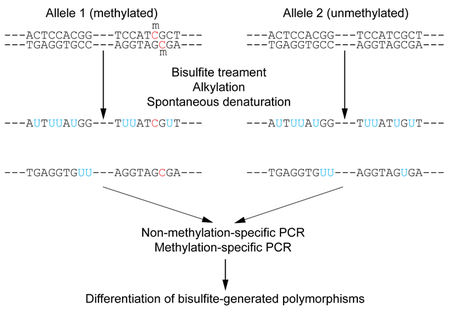 Allele 1 (methylated) Allele 2 (unmethylated)
m
---ACTCCACGG---TCCATCGCT--- ---ACTCCACGG---TCCATCGCT---
---TGAGGTGCC---AGGTAGCGA--- ---TGAGGTGCC---AGGTAGCGA---
m
Bisulfite treament
Alkylation
Spontaneous denaturation
---AUTUUAUGG---TUUATCGUT--- ---AUTUUAUGG---TUUATUGUT---
---TGAGGTGUU---AGGTAGCGA--- ---TGAGGTGUU---AGGTAGUGA---
Non-methylation-specific PCR
Methylation-specific PCR
Differentiation of bisulfite-generated polymorphisms